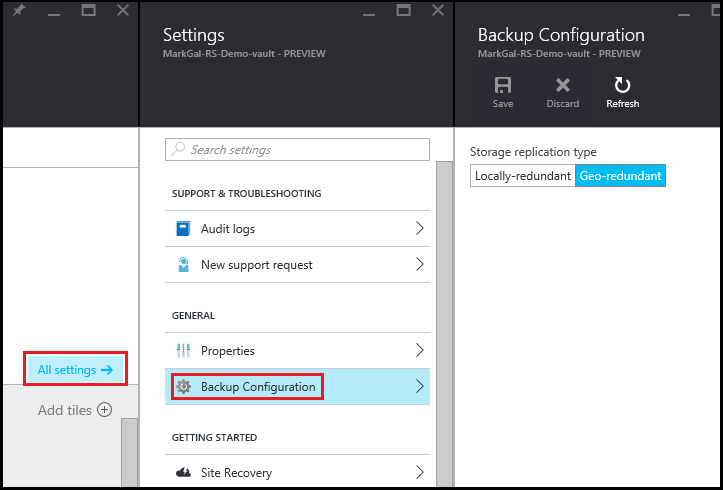 All settings →
Add tiles
Settings
MarkGal-RS-Demo-vault - PREVIEW
Search settings
SUPPORT & TROUBLESHOOTING
Audit logs
New support request
GENERAL
Properties
Backup Configuration
GETTING STARTED
Site Recovery
Backup Configuration
MarkGal-RS-Demo-vault - PREVIEW
Save Discard Refresh
Storage replication type
Locally-redundant Geo-redundant